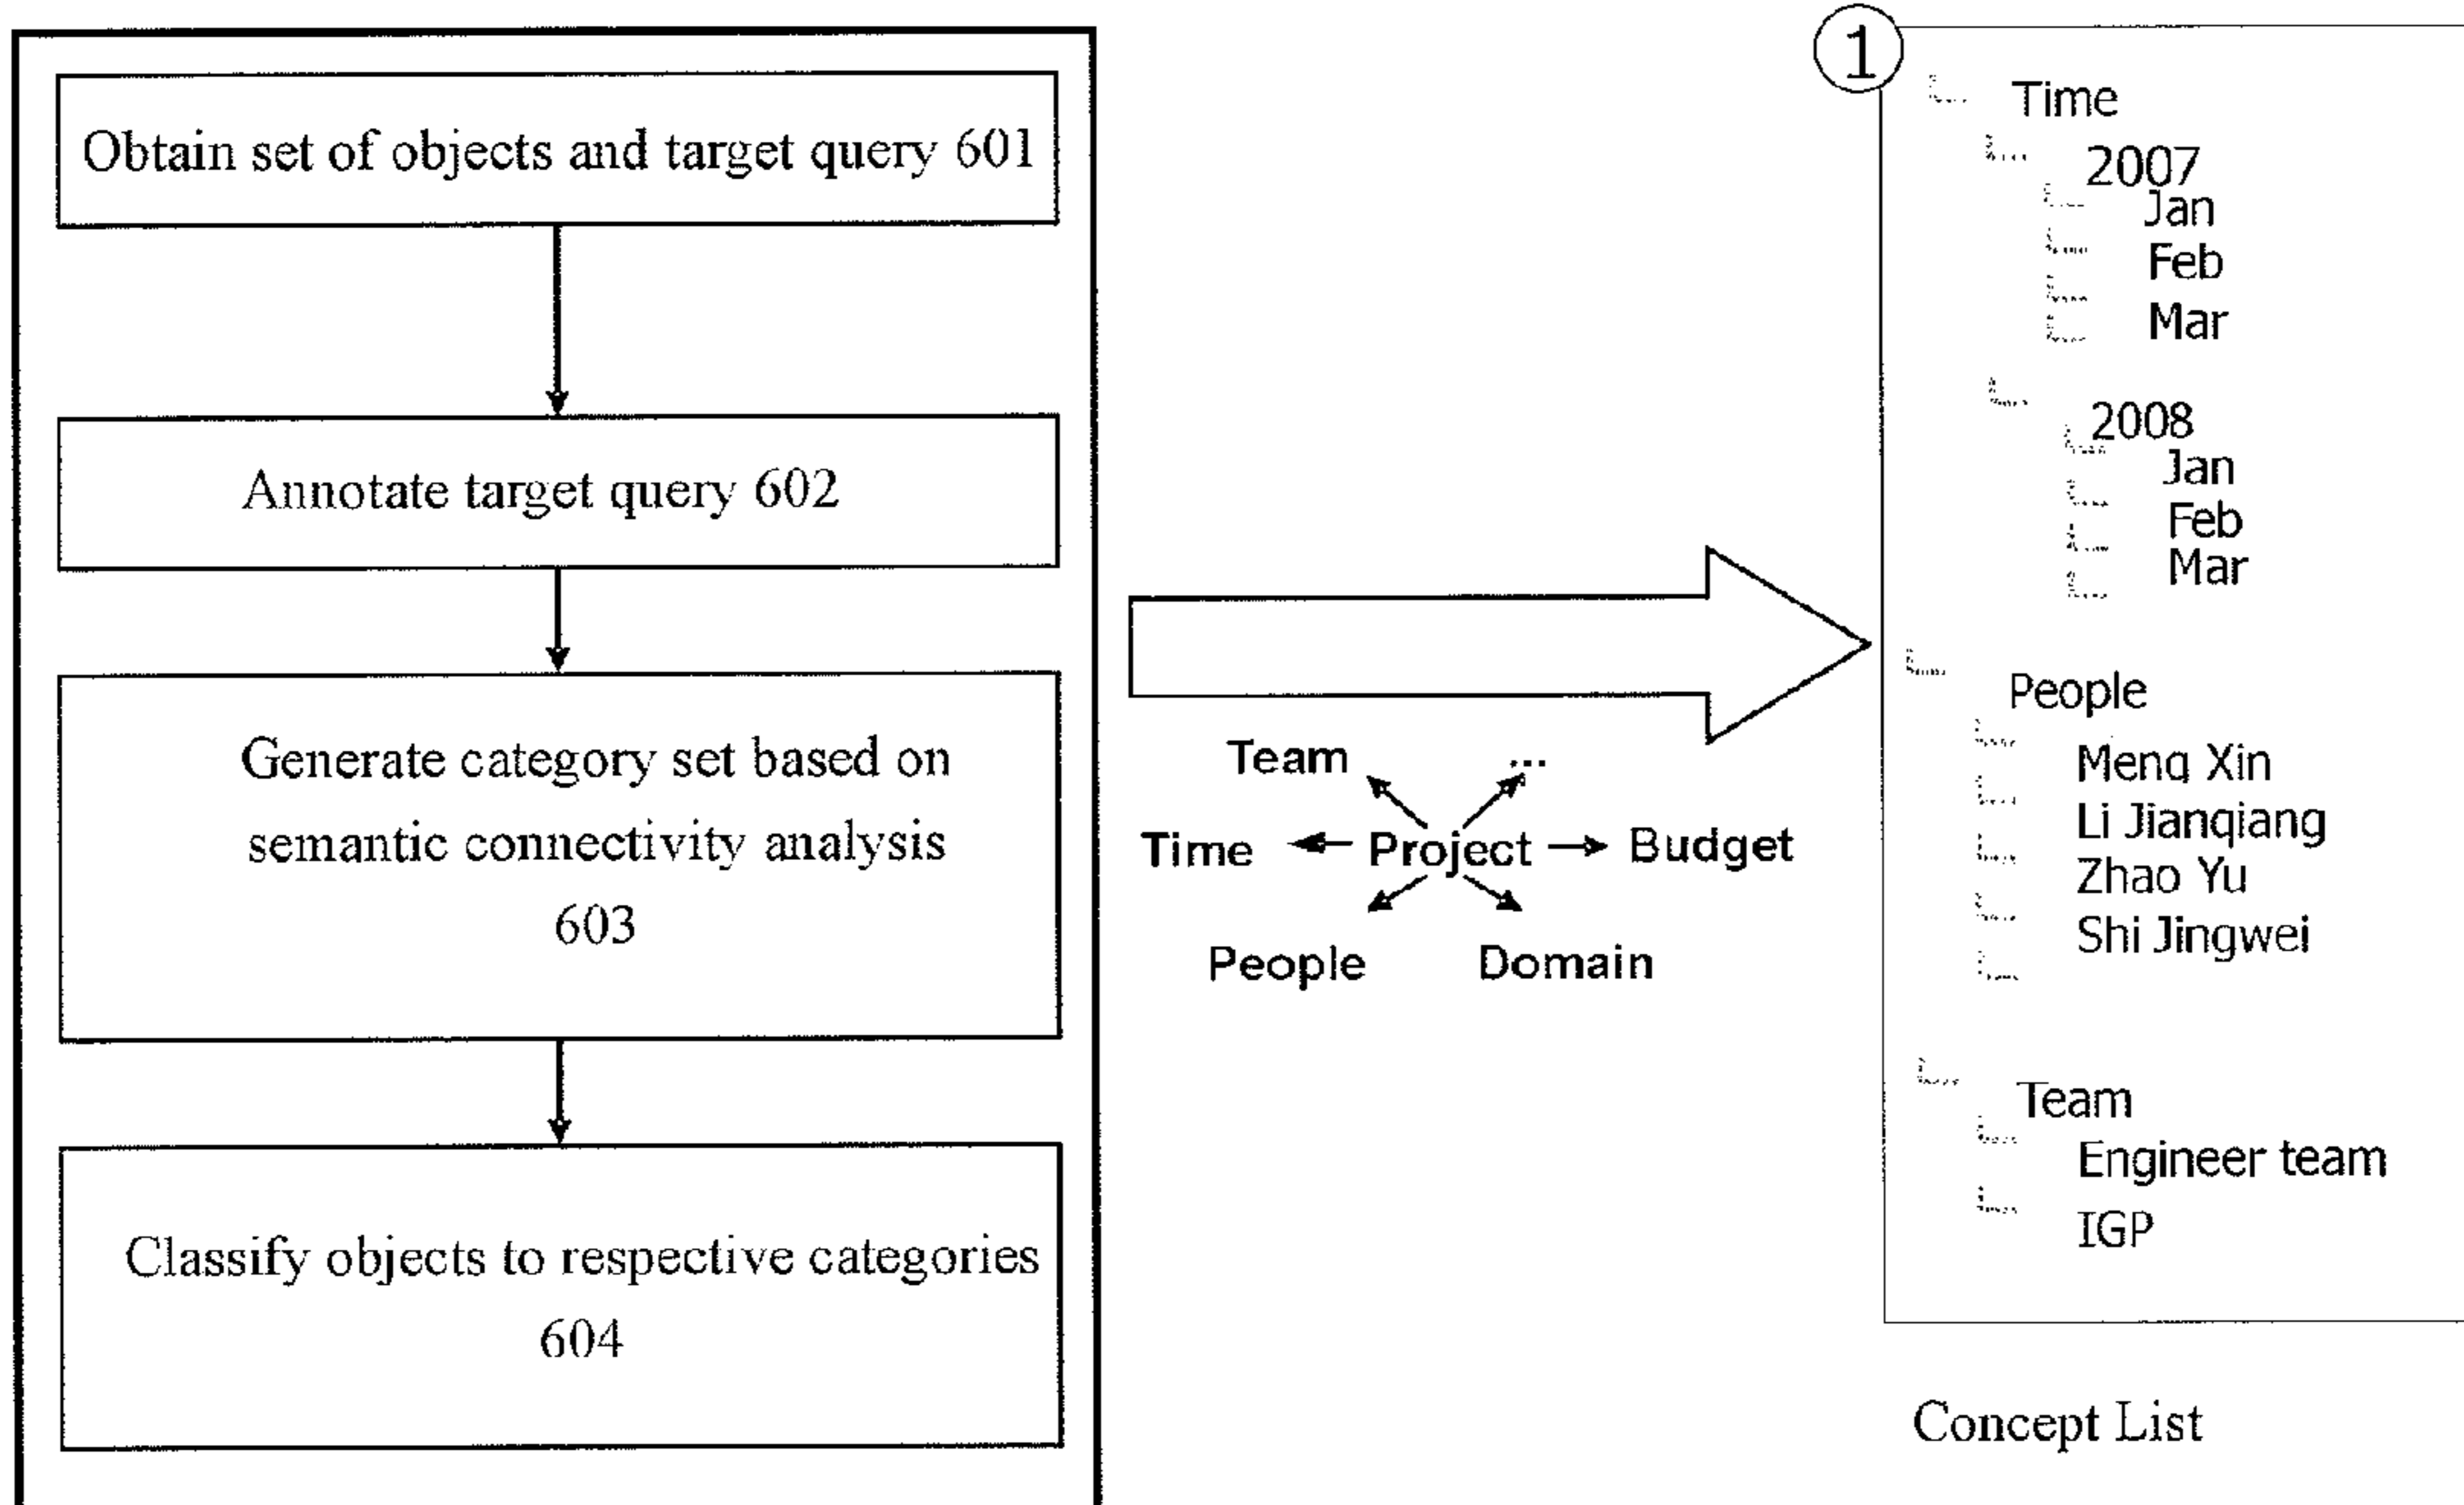 Obtain set of objects and target query 601
Annotate target query 602
Generate category set based on
semantic connectivity analysis
603
Classify objects to respective categories
604
Team
...
Time
Project
Budget
People
Domain
1
Time
2007
Jan
Feb
Mar
2008
Jan
Feb
Mar
People
Meng Xin
Li Jianqiang
Zhao Yu
Shi Jingwei
Team
Engineer team
IGP
Concept List